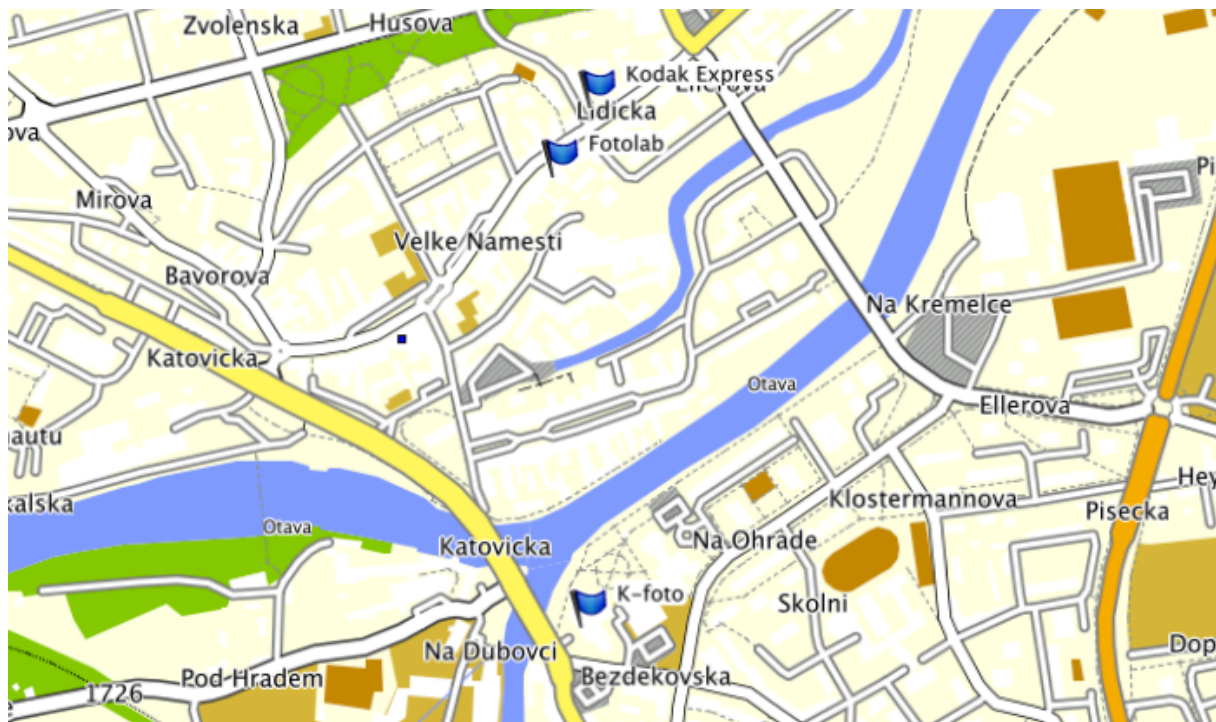 Zvolenska
Husova
Kodak Express
Ellerova
Lidicka
Fotolab
ova
Pi
Mirova
Velke Namesti
Bavorova
Na Kremelce
Katovicka
Otava
Ellerova
nautu
Hey
kalska
Klostermannova
Pisecka
Otava
Katovicka
Na Ohrade
K-foto
Skolni
Na Dubovci
Dop
Pod Hradem
Bezdekovska
1726